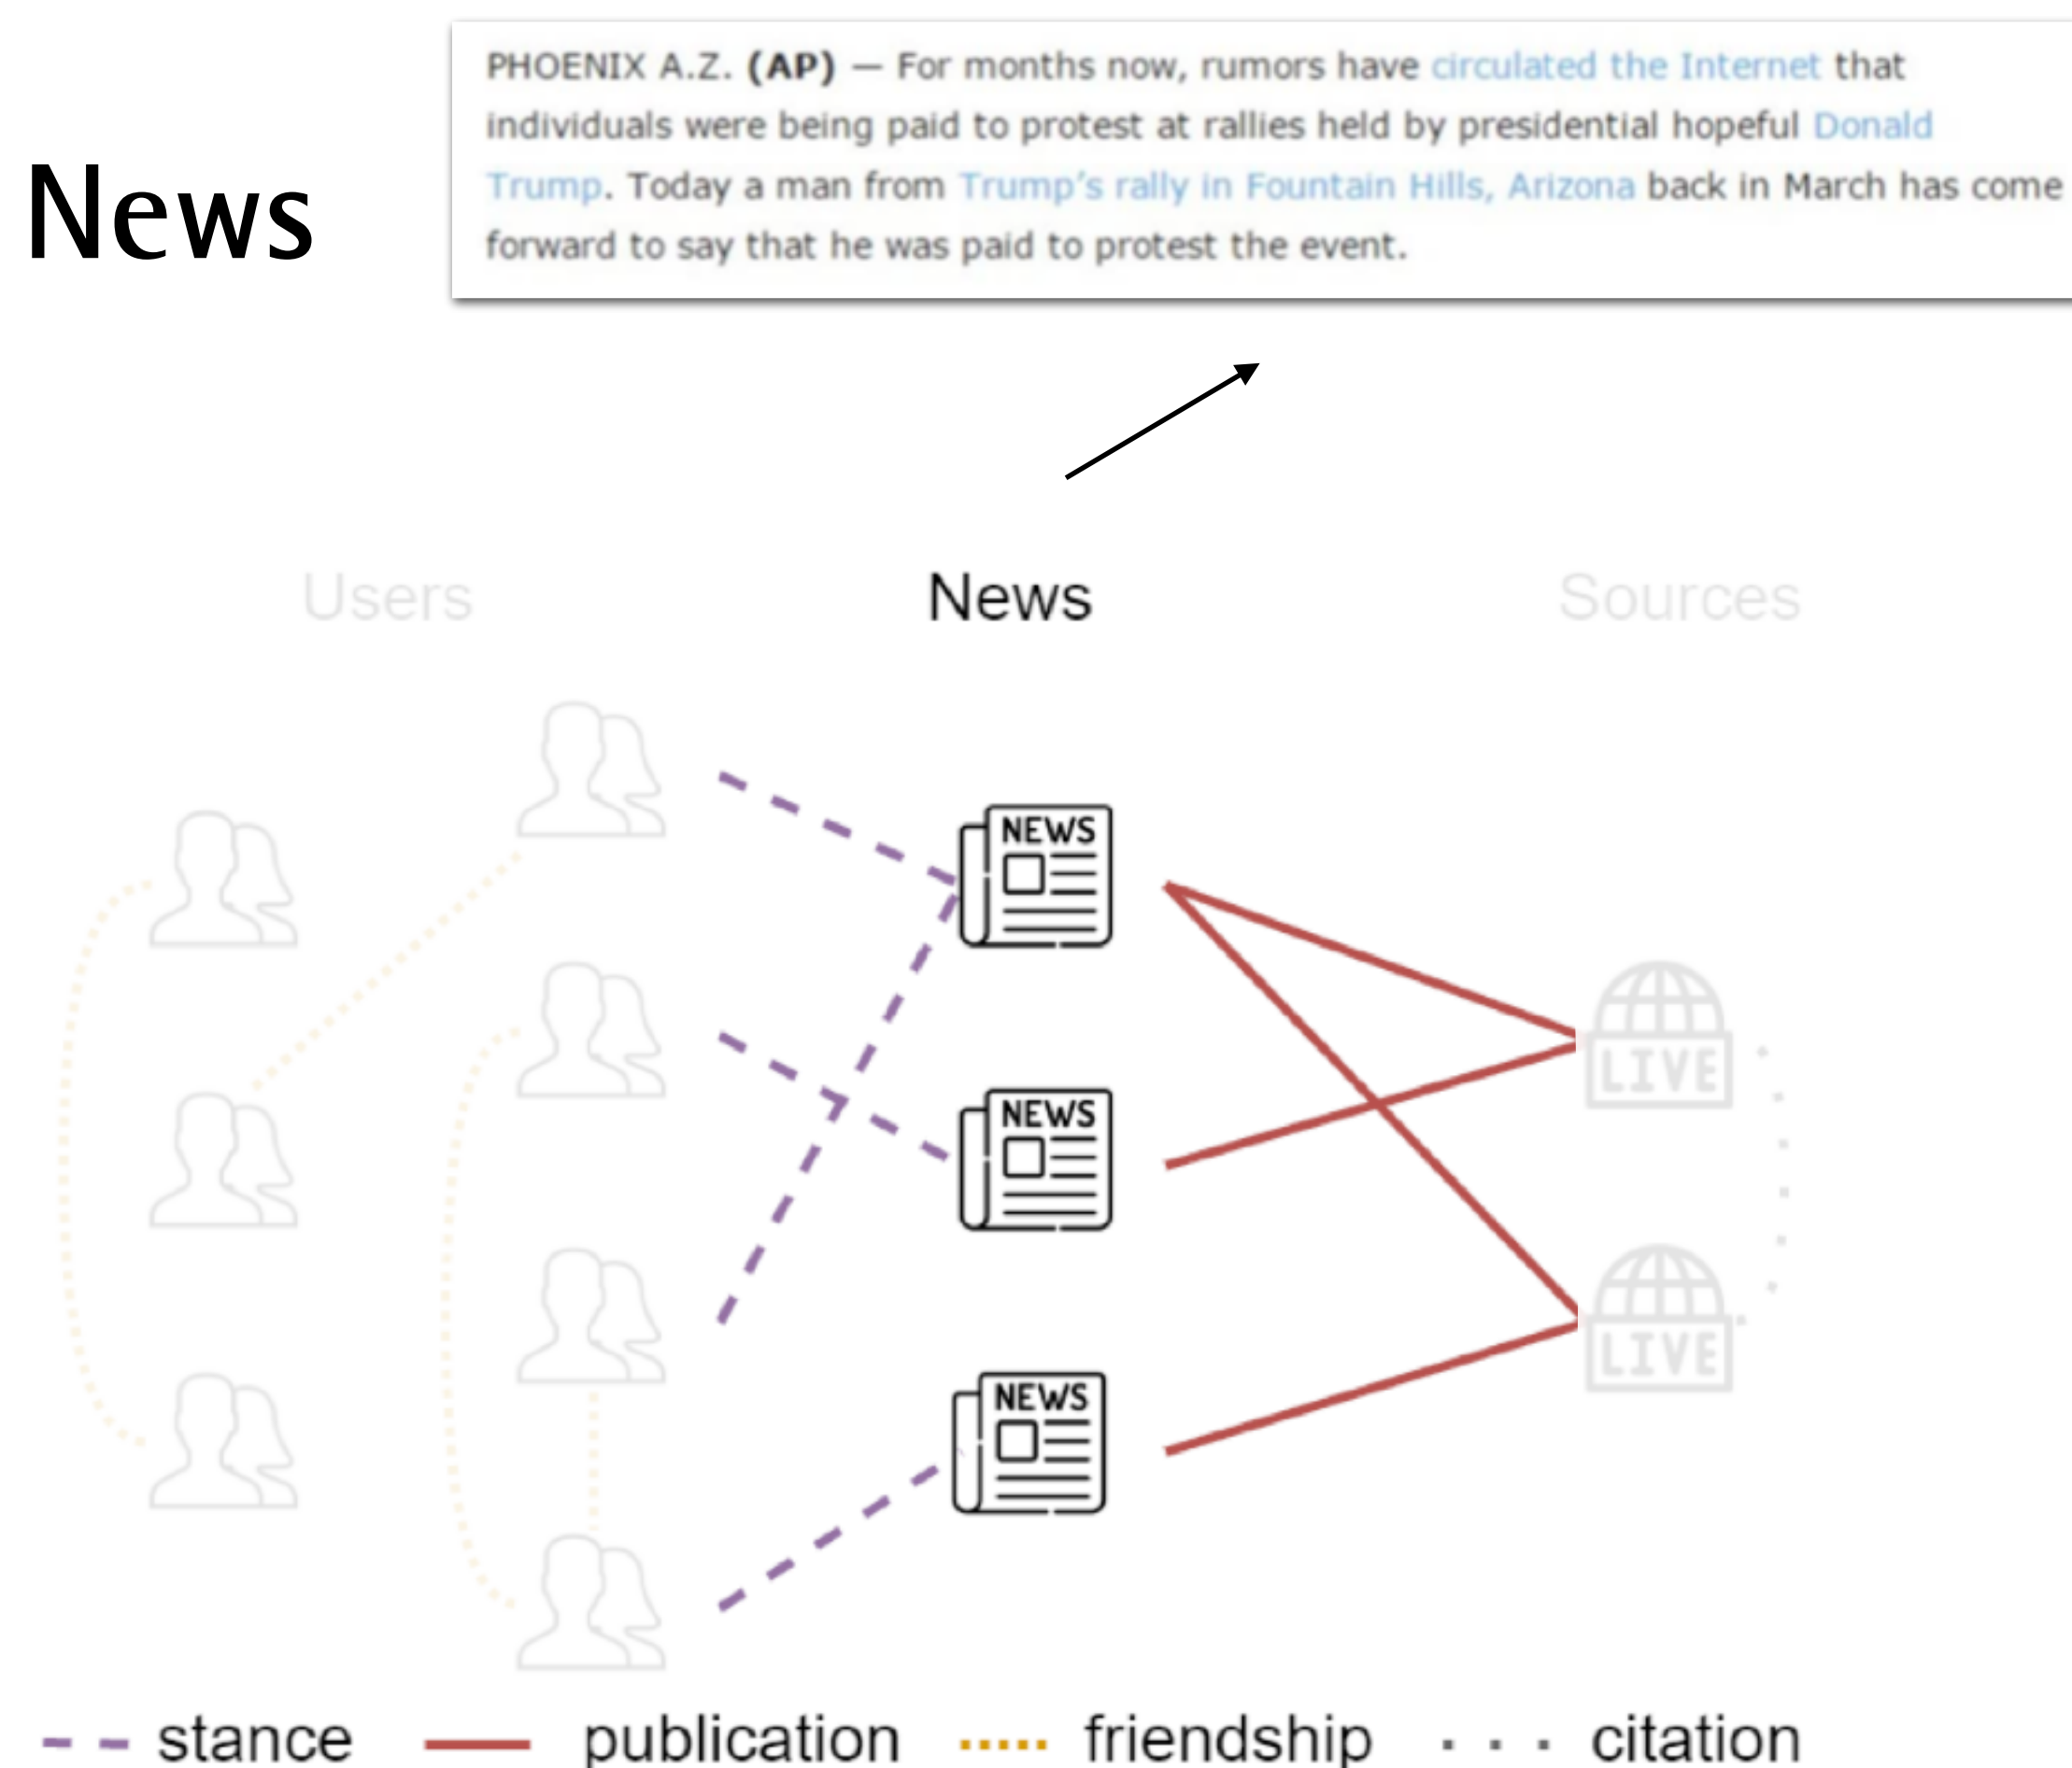 News
PHOENIX A.Z. (AP) — For months now, rumors have circulated the Internet that
individuals were being paid to protest at rallies held by presidential hopeful Donald
Trump. Today a man from Trump’s rally in Fountain Hills, Arizona back in March has come
forward to say that he was paid to protest the event.
Users
News
Sources
NEWS
NEWS
NEWS
LIVE
LIVE
stance
publication
friendship
citation